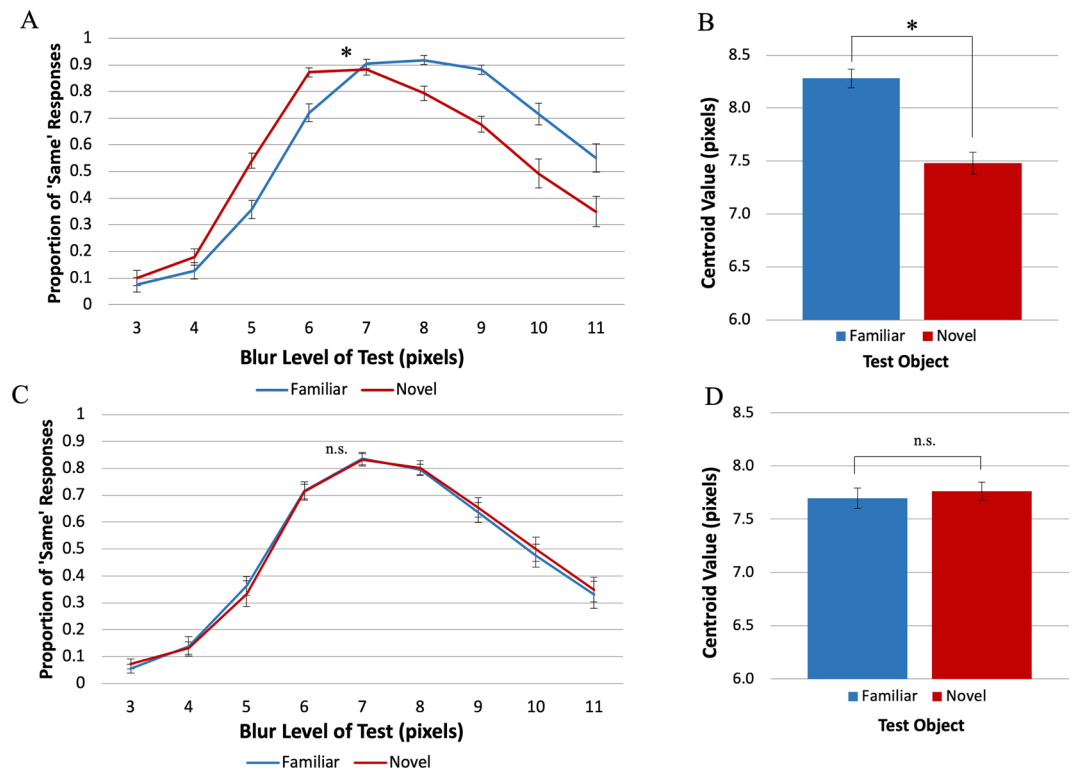 A
Proportion of 'Same' Responses
1
0.9
0.8
0.7
0.6
0.5
0.4
0.3
0.2
0.1
0
*
3 4 5 6 7 8 9 10 11
Blur Level of Test (pixels)
Familiar Novel
B
Centroid Value (pixels)
8.5
8.0
7.5
7.0
6.5
6.0
*
Familiar Novel
Test Object
C
Proportion of 'Same' Responses
1
0.9
0.8
0.7
0.6
0.5
0.4
0.3
0.2
0.1
0
n.s.
3 4 5 6 7 8 9 10 11
Blur Level of Test (pixels)
Familiar Novel
D
Centroid Value (pixels)
8.5
8.0
7.5
7.0
6.5
6.0
n.s.
Familiar Novel
Test Object